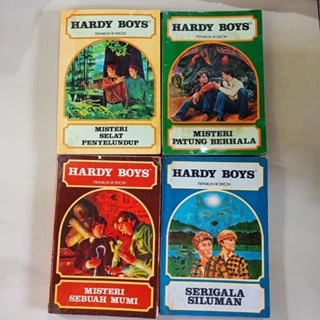 HARDY BOYS
FRANKLIN W. DIXON
MISTERI
SELAT
PENYELUNDUP
HARDY BOYS
FRANKLIN W. DIXON
MISTERI
PATUNG BERHALA
HARDY BOYS
FRANKLIN W. DIXON
MISTERI
SEBUAH MUMI
HARDY BOYS
FRANKLIN W. DIXON
SERIGALA
SILUMAN